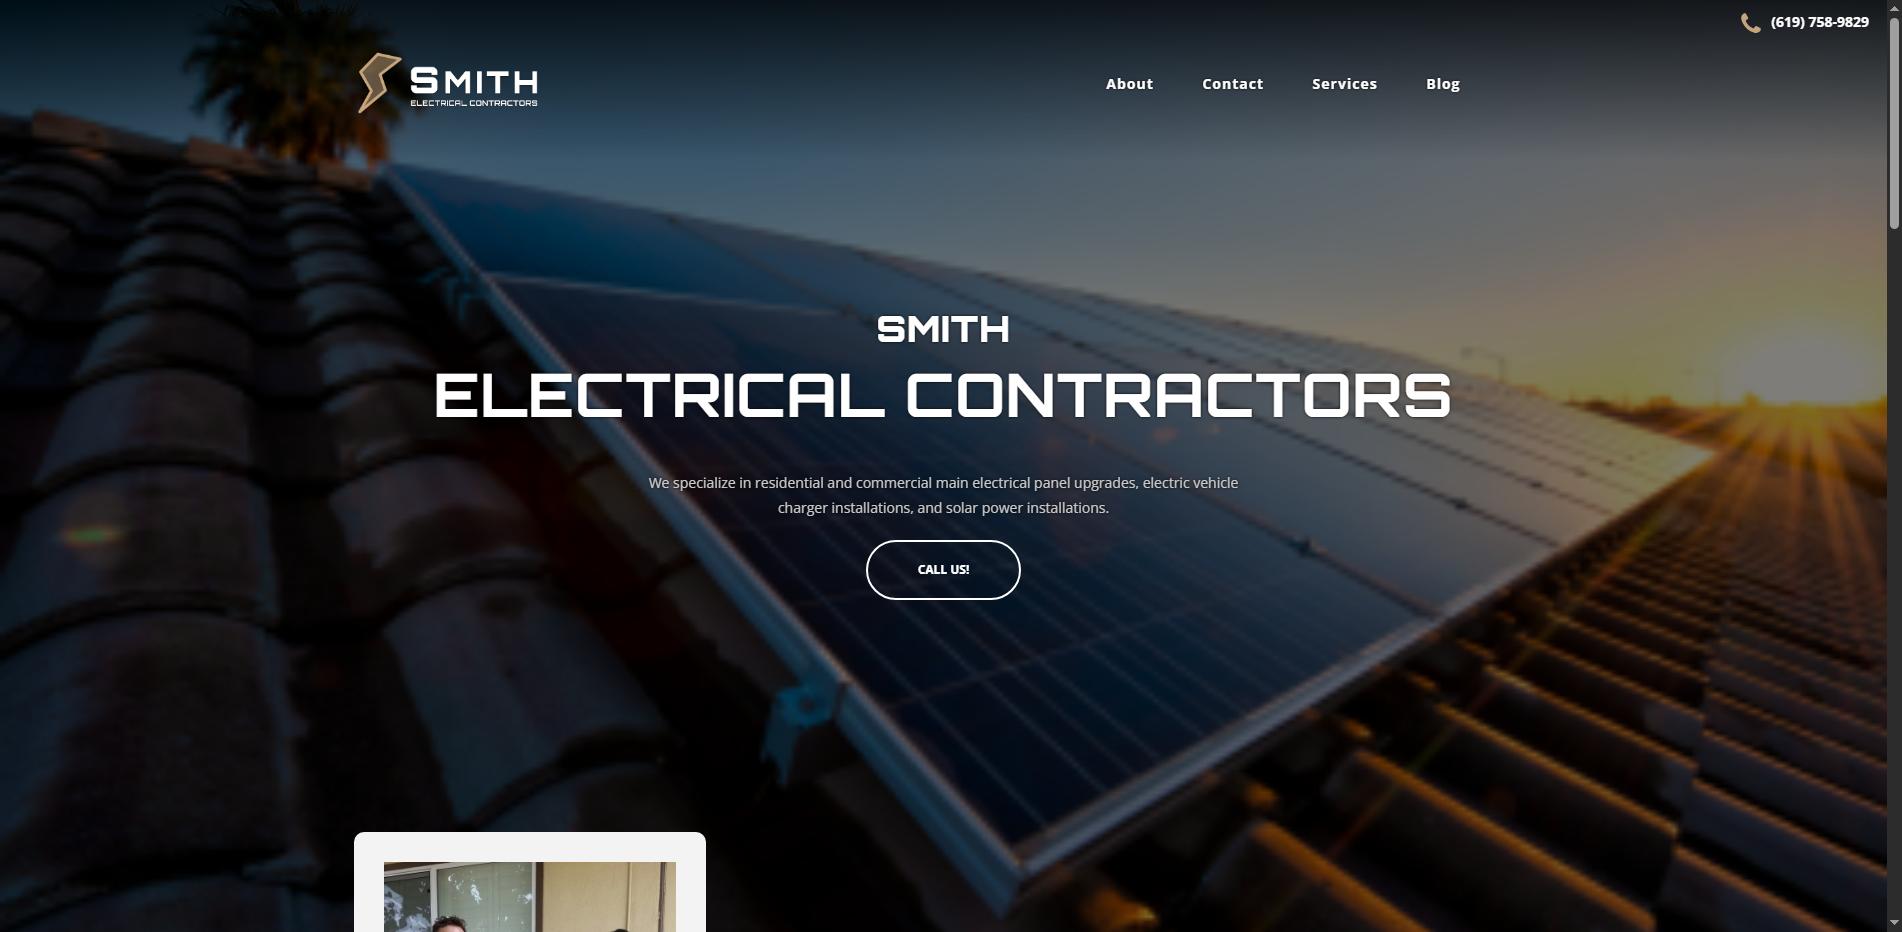 (619) 758-9829
SMITH
ELECTRICAL CONTRACTORS
About
Contact
Services
Blog
SMITH
ELECTRICAL CONTRACTORS
We specialize in residential and commercial main electrical panel upgrades, electric vehicle
charger installations, and solar power installations.
CALL US!